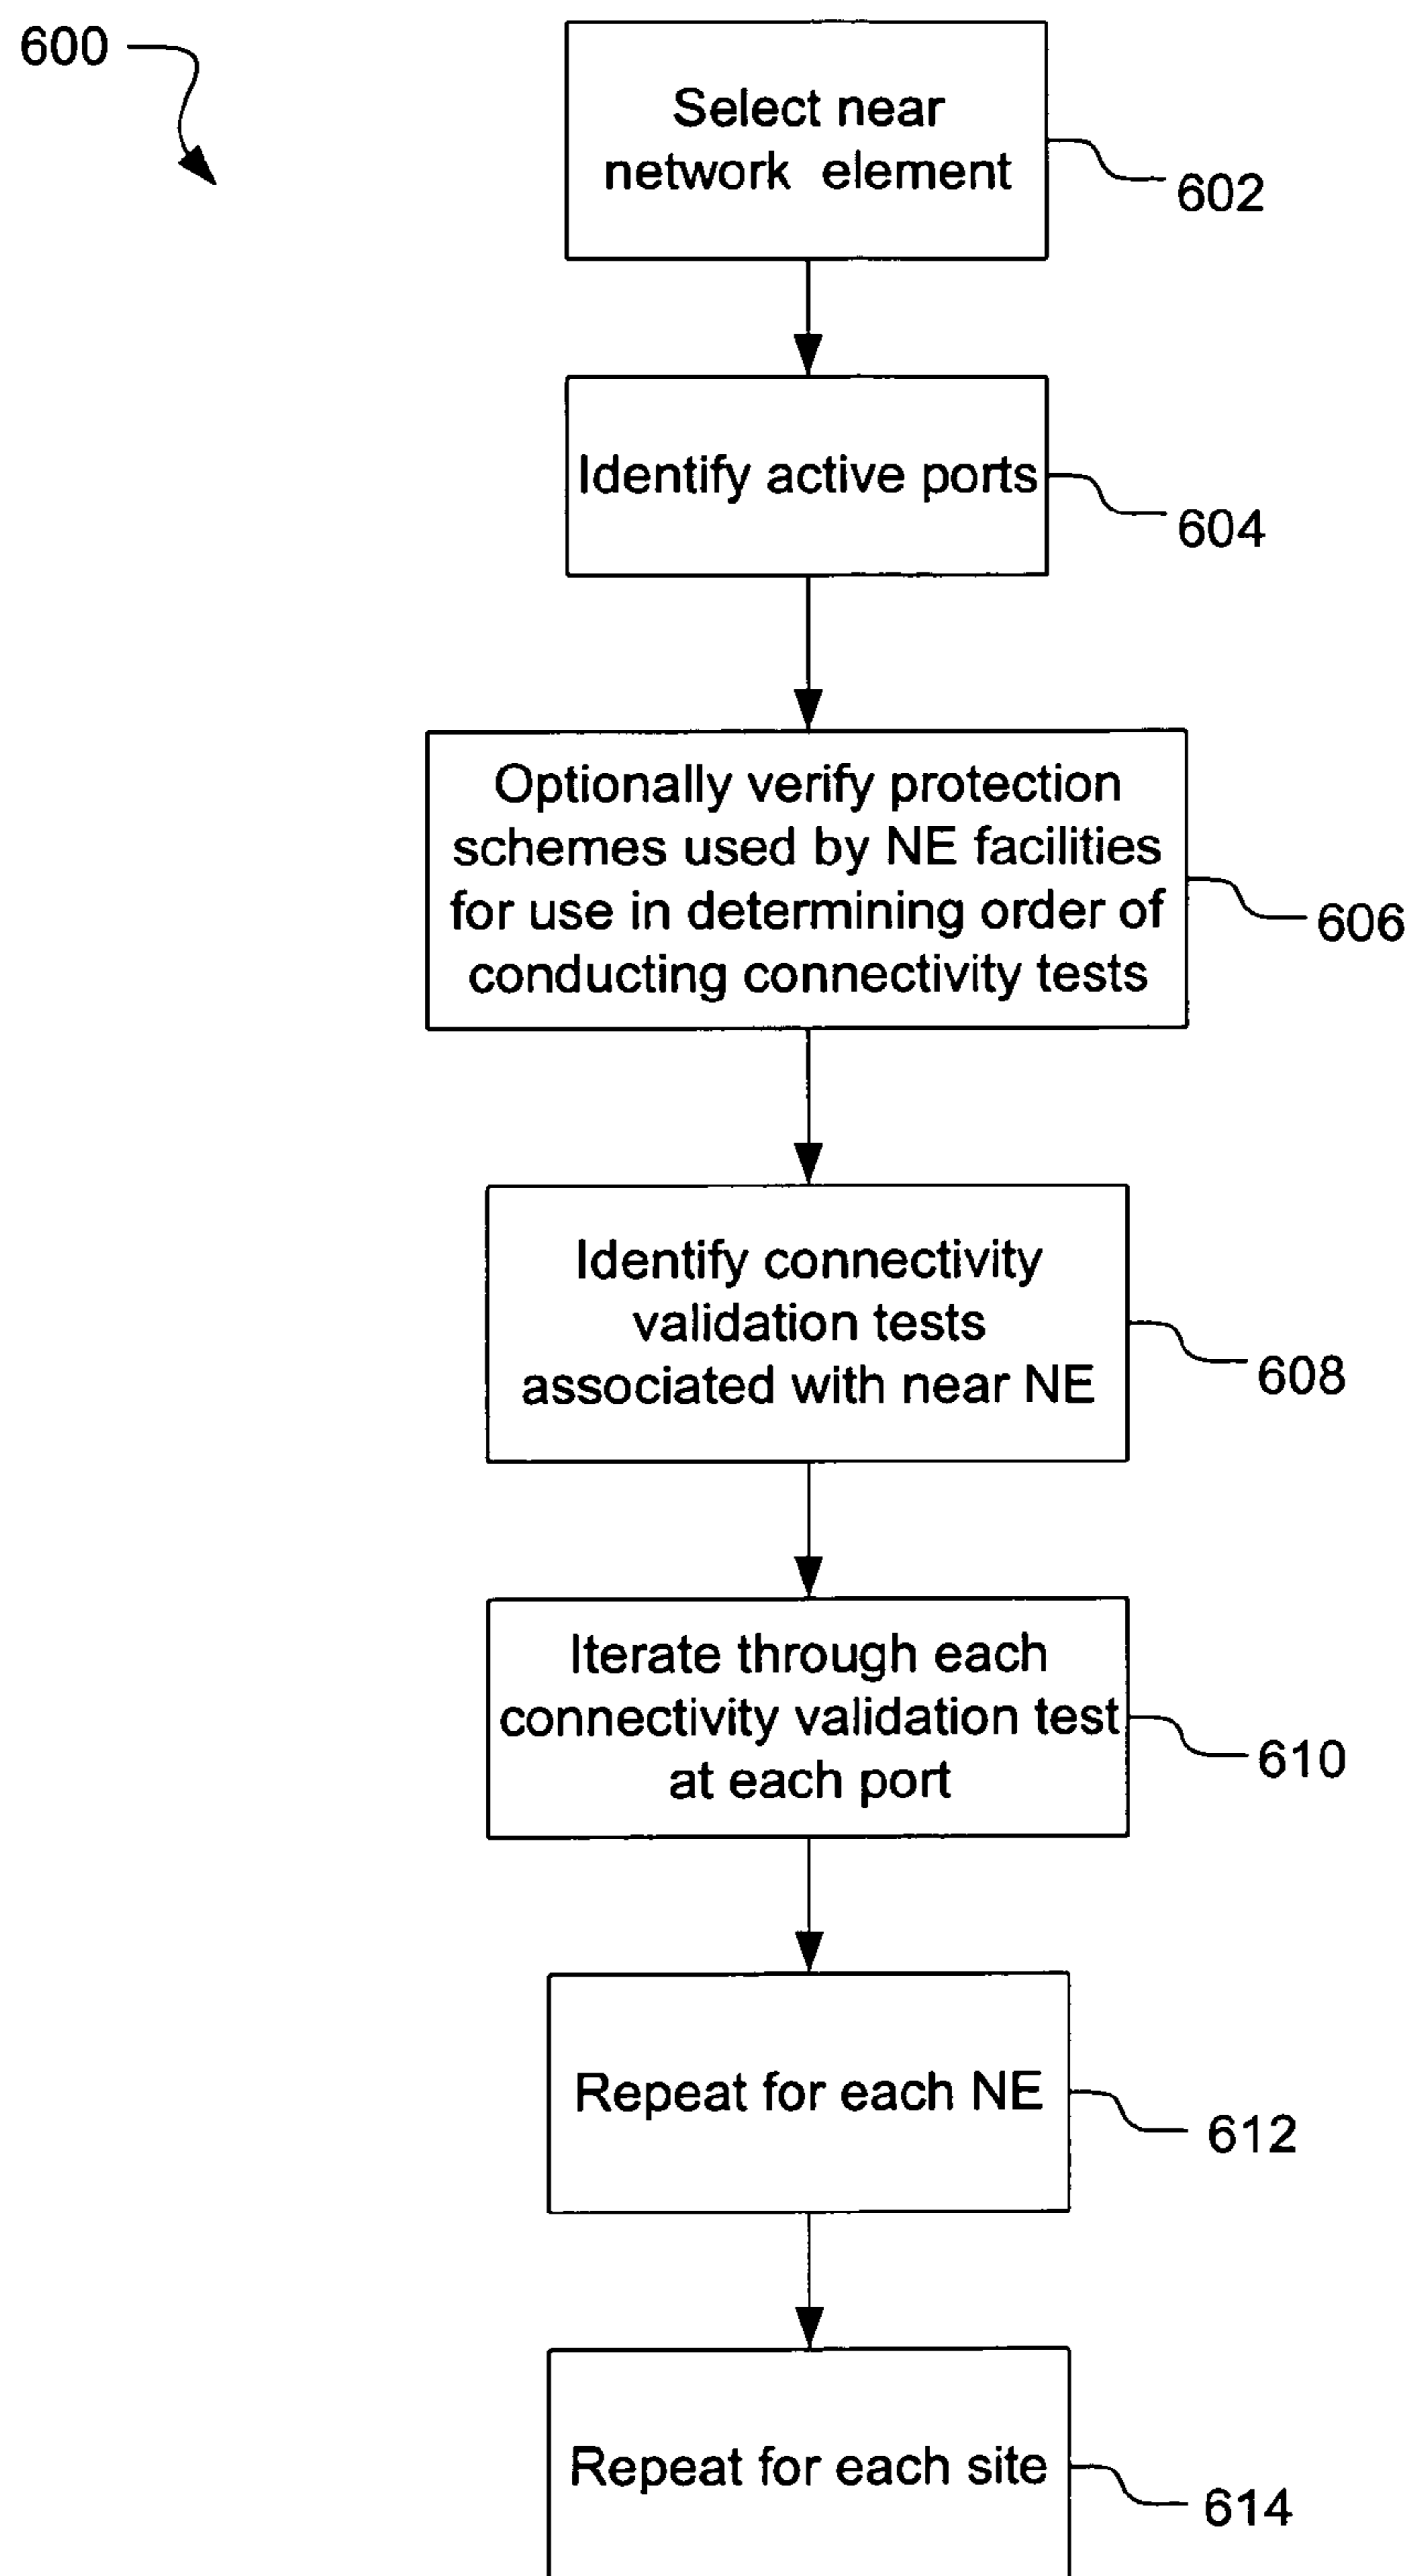 600
Select near
network element
602
Identify active ports
604
Optionally verify protection
schemes used by NE facilities
for use in determining order of
conducting connectivity tests
606
Identify connectivity
validation tests
associated with near NE
608
Iterate through each
connectivity validation test
at each port
610
Repeat for each NE
612
Repeat for each site
614